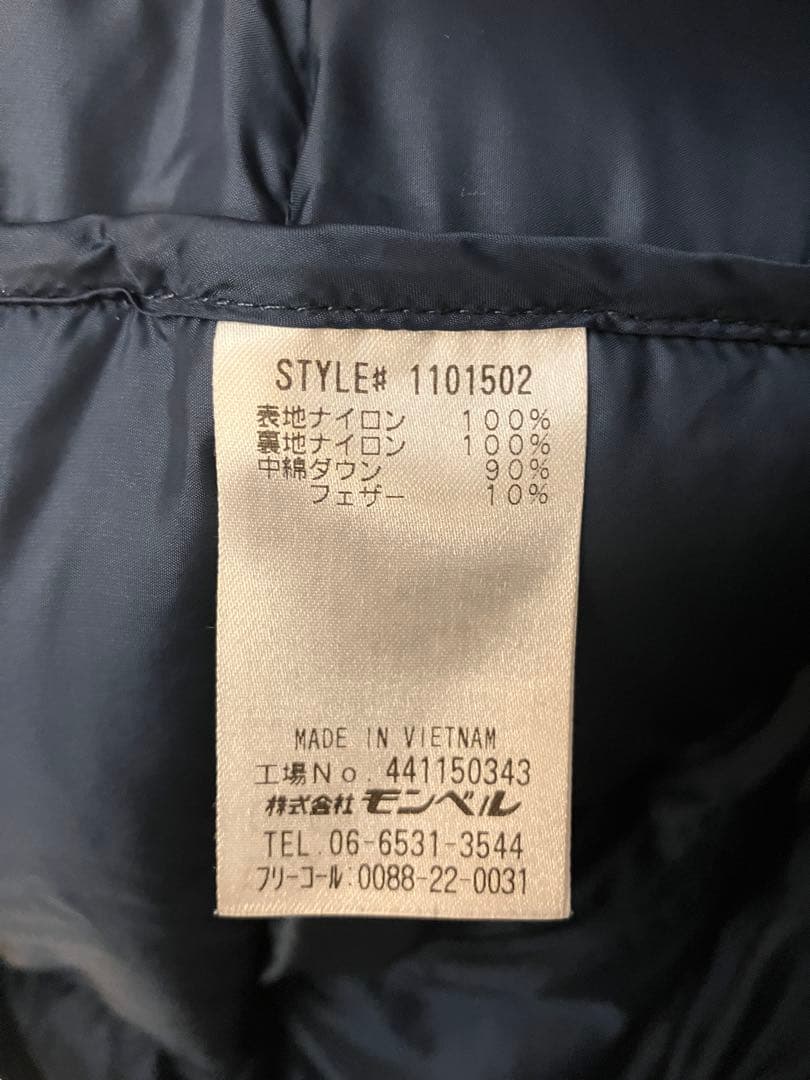 STYLE# 1101502
表地ナイロン 100%
裏地ナイロン 100%
中綿ダウン 90%
フェザー 10%
MADE IN VIETNAM
工場No. 441150343
株式会社 モンベル
TEL.06-6531-3544
フリーコール:0088-22-0031